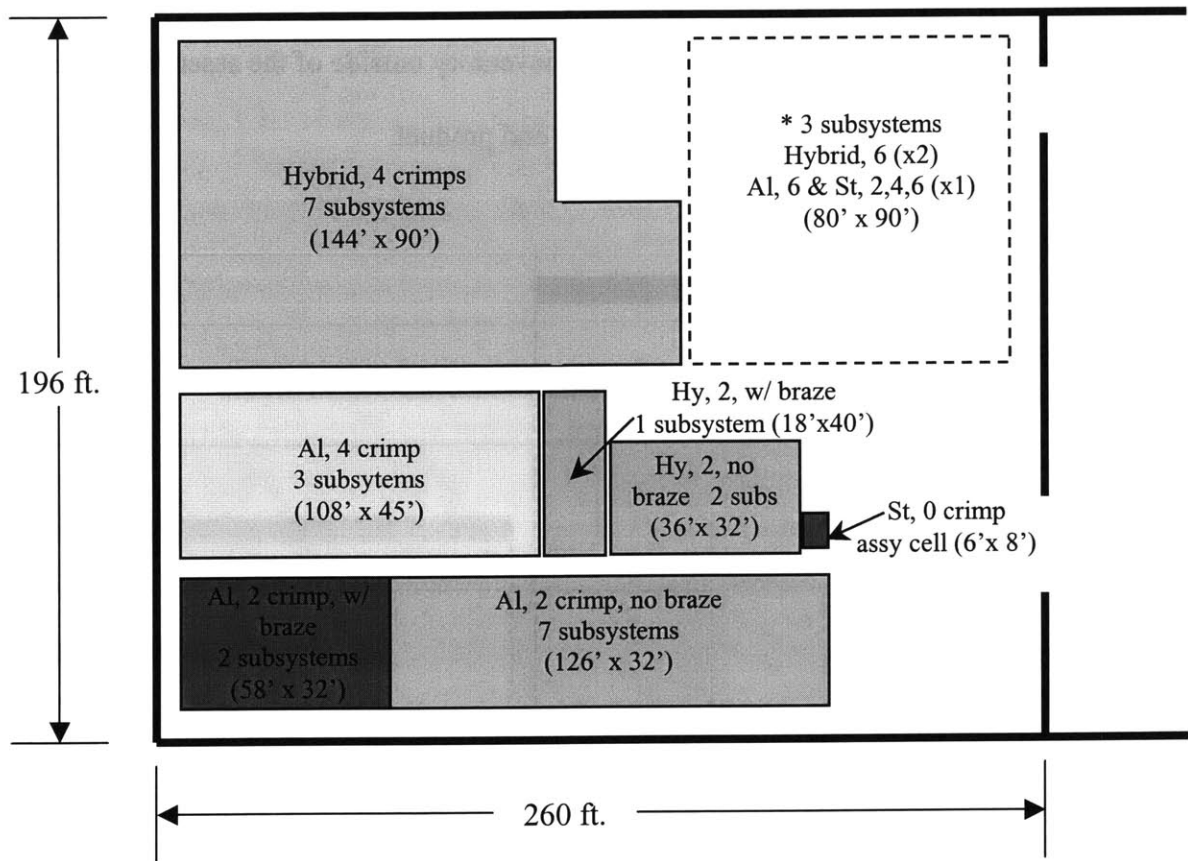 Hybrid, 4 crimps
7 subsystems
(144' x 90')
* 3 subsystems
Hybrid, 6 (x2)
Al, 6 & St, 2,4,6 (x1)
(80' x 90')
196 ft.
Al, 4 crimp
3 subsytems
(108' x 45')
Hy, 2, w/ braze
1 subsystem (18'x40')
Hy, 2, no
braze 2 subs
(36'x 32')
St, 0 crimp
assy cell (6'x 8')
Al, 2 crimp, w/
braze
2 subsystems
(58' x 32')
Al, 2 crimp, no braze
7 subsystems
(126' x 32')
260 ft.